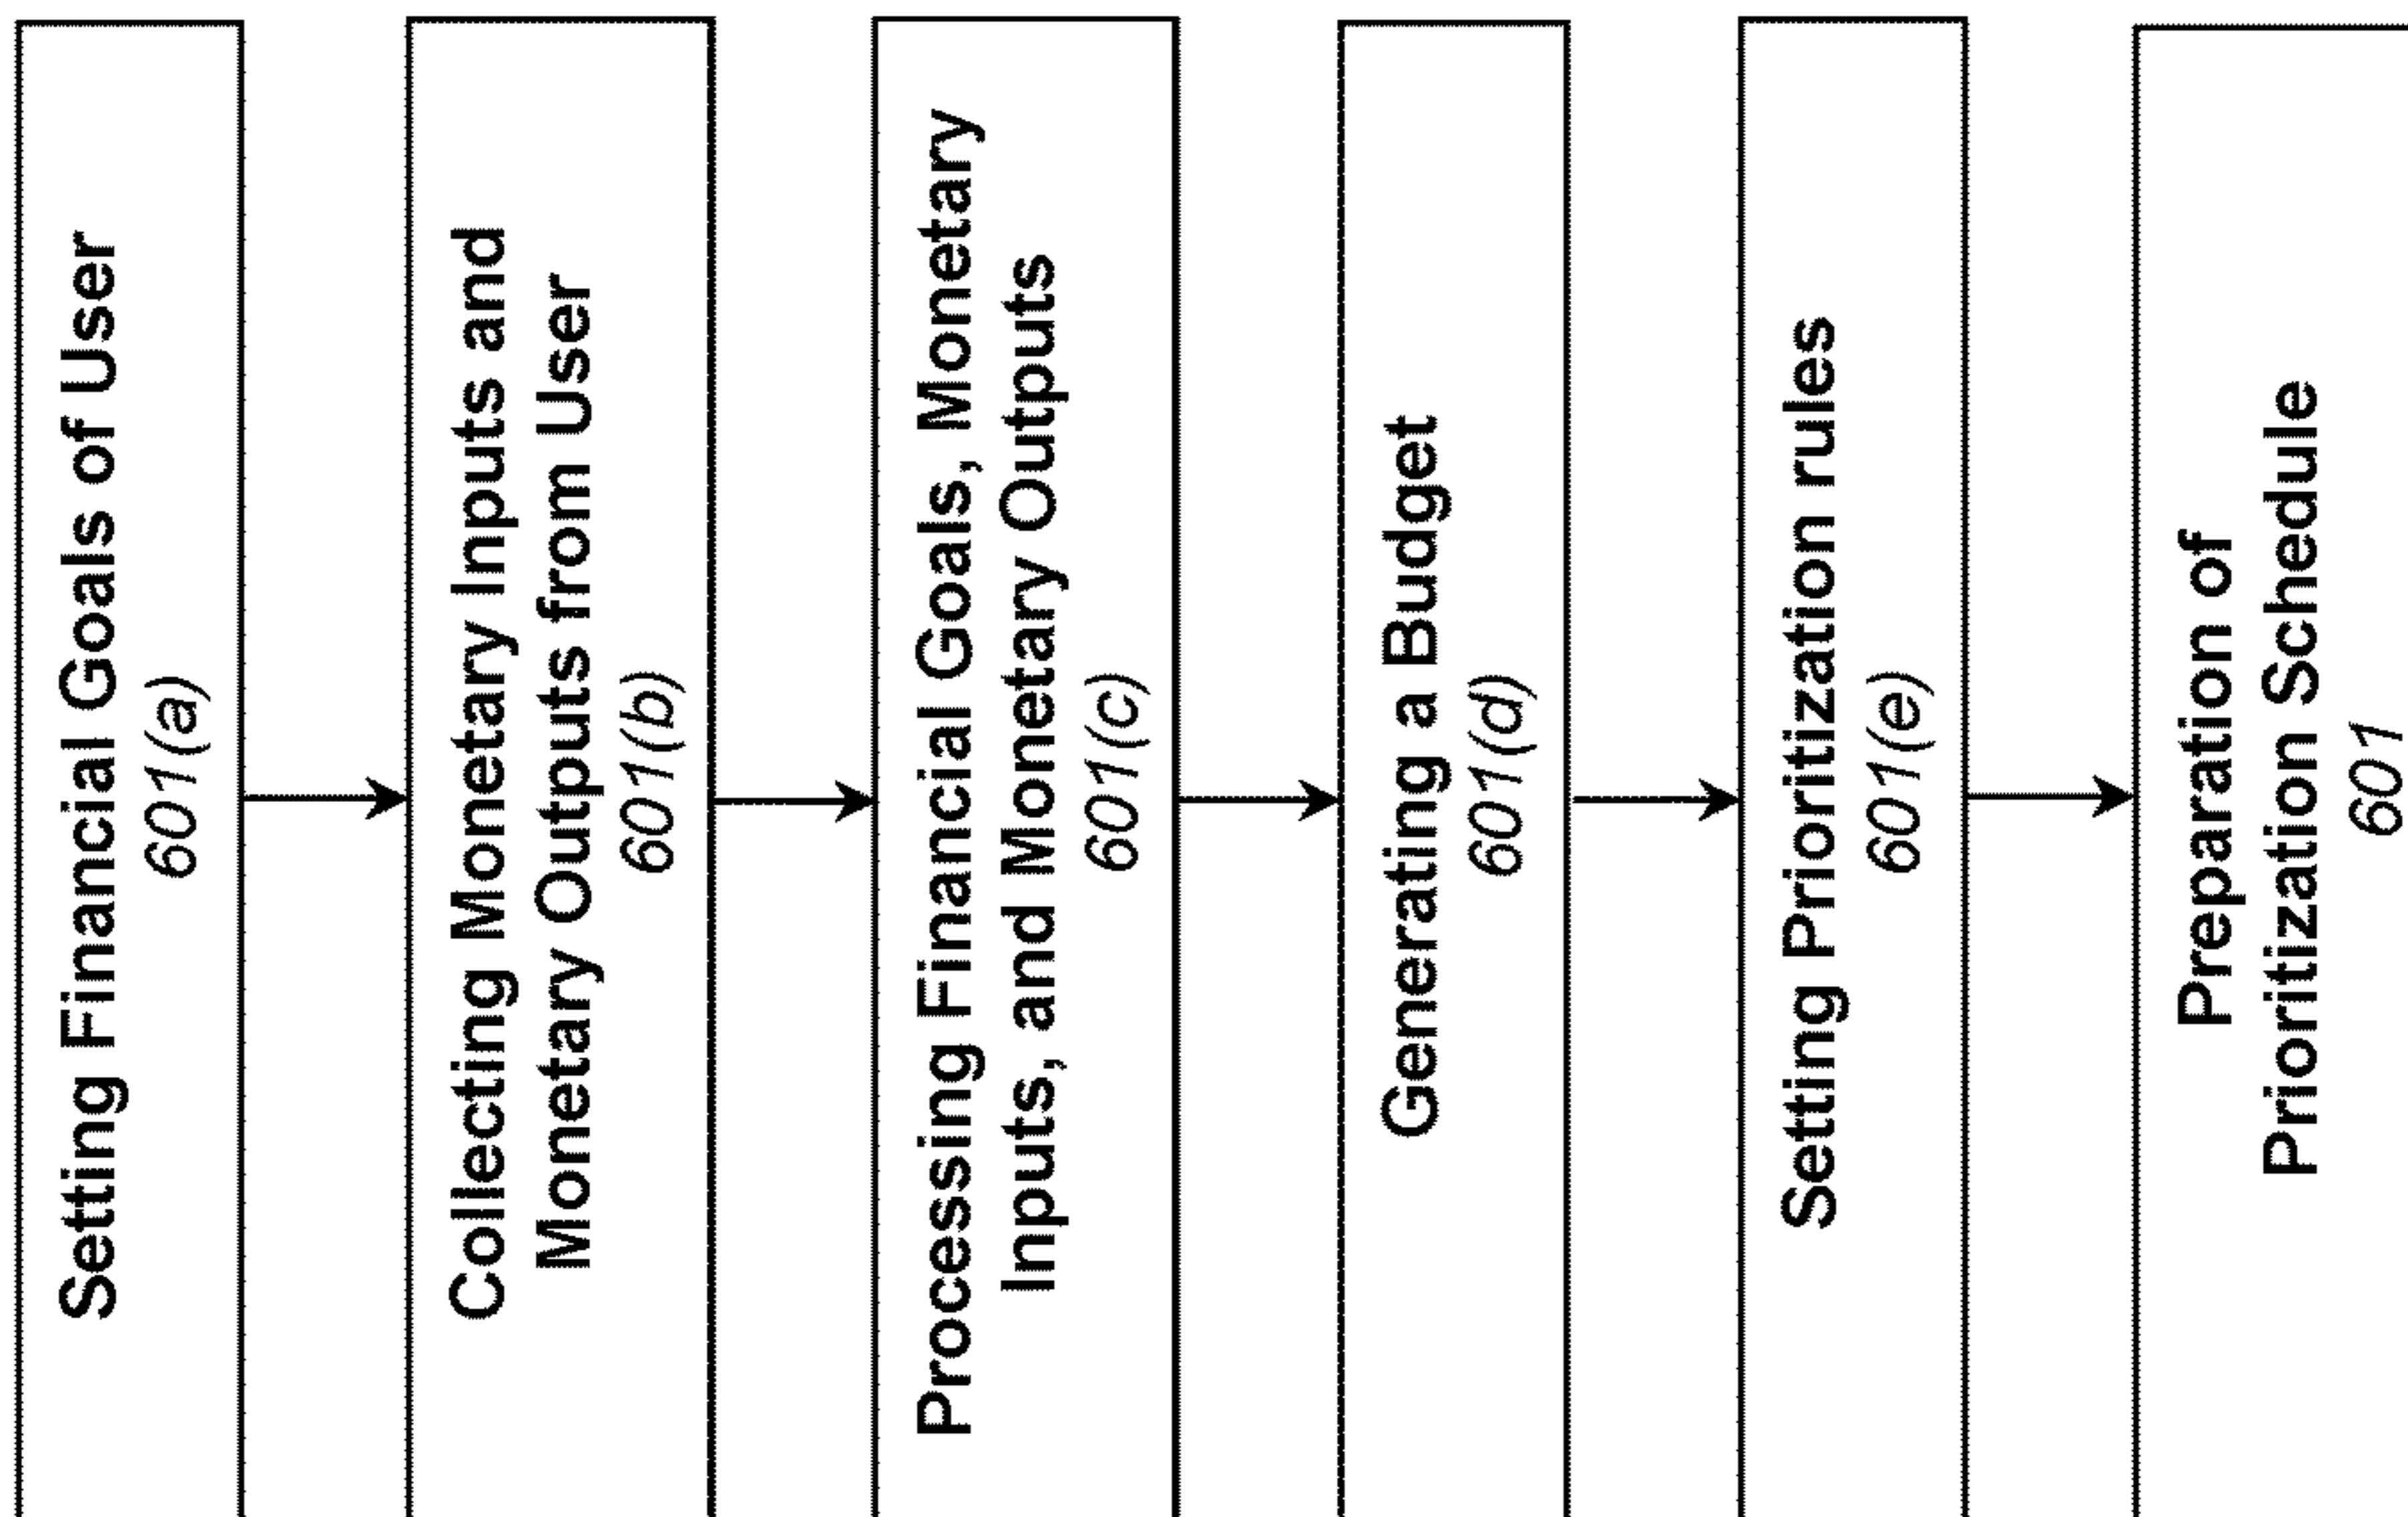 Setting Financial Goals of User
601(a)
Collecting Monetary Inputs and
Monetary Outputs from User
601(b)
Processing Financial Goals, Monetary
Inputs, and Monetary Outputs
601(c)
Generating a Budget
601(d)
Setting Prioritization rules
601(e)
Preparation of
Prioritization Schedule
601